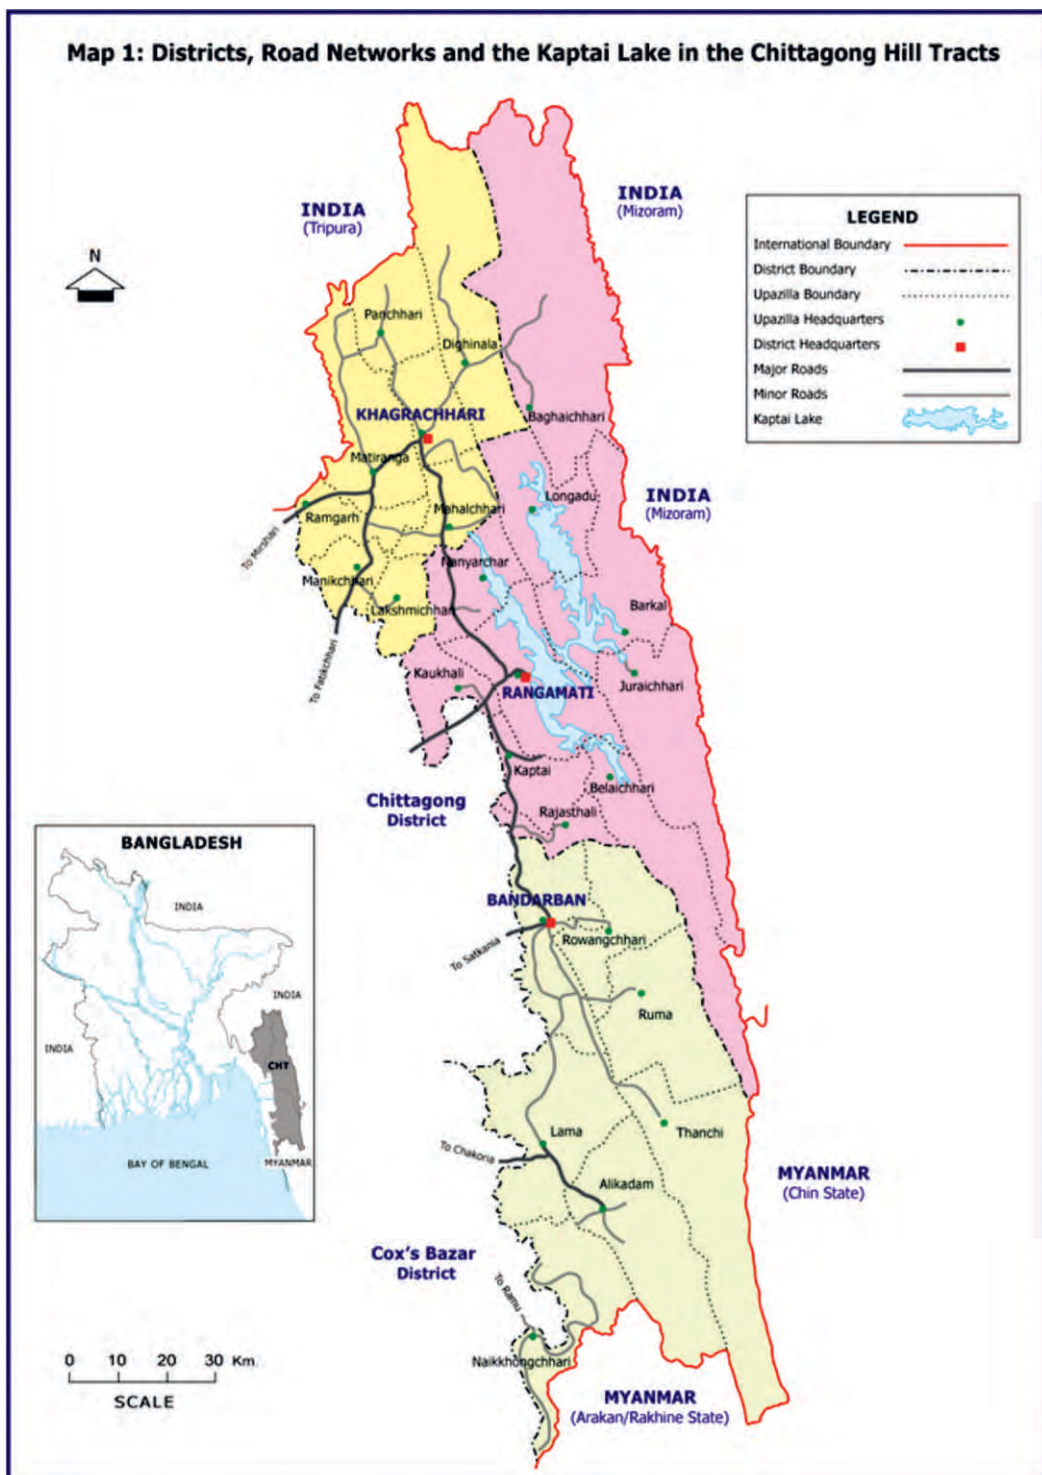 Map 1: Districts, Road Networks and the Kaptai Lake in the Chittagong Hill Tracts
INDIA
(Tripura)
INDIA
(Mizoram)
N
LEGEND
International Boundary
District Boundary
Upazilla Boundary
Upazilla Headquarters
District Headquarters
Major Roads
Minor Roads
Kaptai Lake
Panchhari
Dighinala
KHAGRACHHARI
Baghaichhari
Matiranga
Longadu
INDIA
(Mizoram)
Ramgarh
Mahalchhari
To Mirshari
Nanyarchar
Manikchhari
Lakshmichhari
Barkal
To Fatikchhari
Kaukhali
Juraichhari
RANGAMATI
Kaptai
Belaichhari
Chittagong
District
Rajasthali
BANGLADESH
INDIA
INDIA
INDIA
CHT
BAY OF BENGAL
MYANMAR
BANDARBAN
To Satkania
Rowangchhari
Ruma
Lama
Thanchi
To Chakoria
Alikadam
MYANMAR
(Chin State)
Cox's Bazar
District
To Ramu
Naikkhongchhari
0 10 20 30 Km.
SCALE
MYANMAR
(Arakan/Rakhine State)